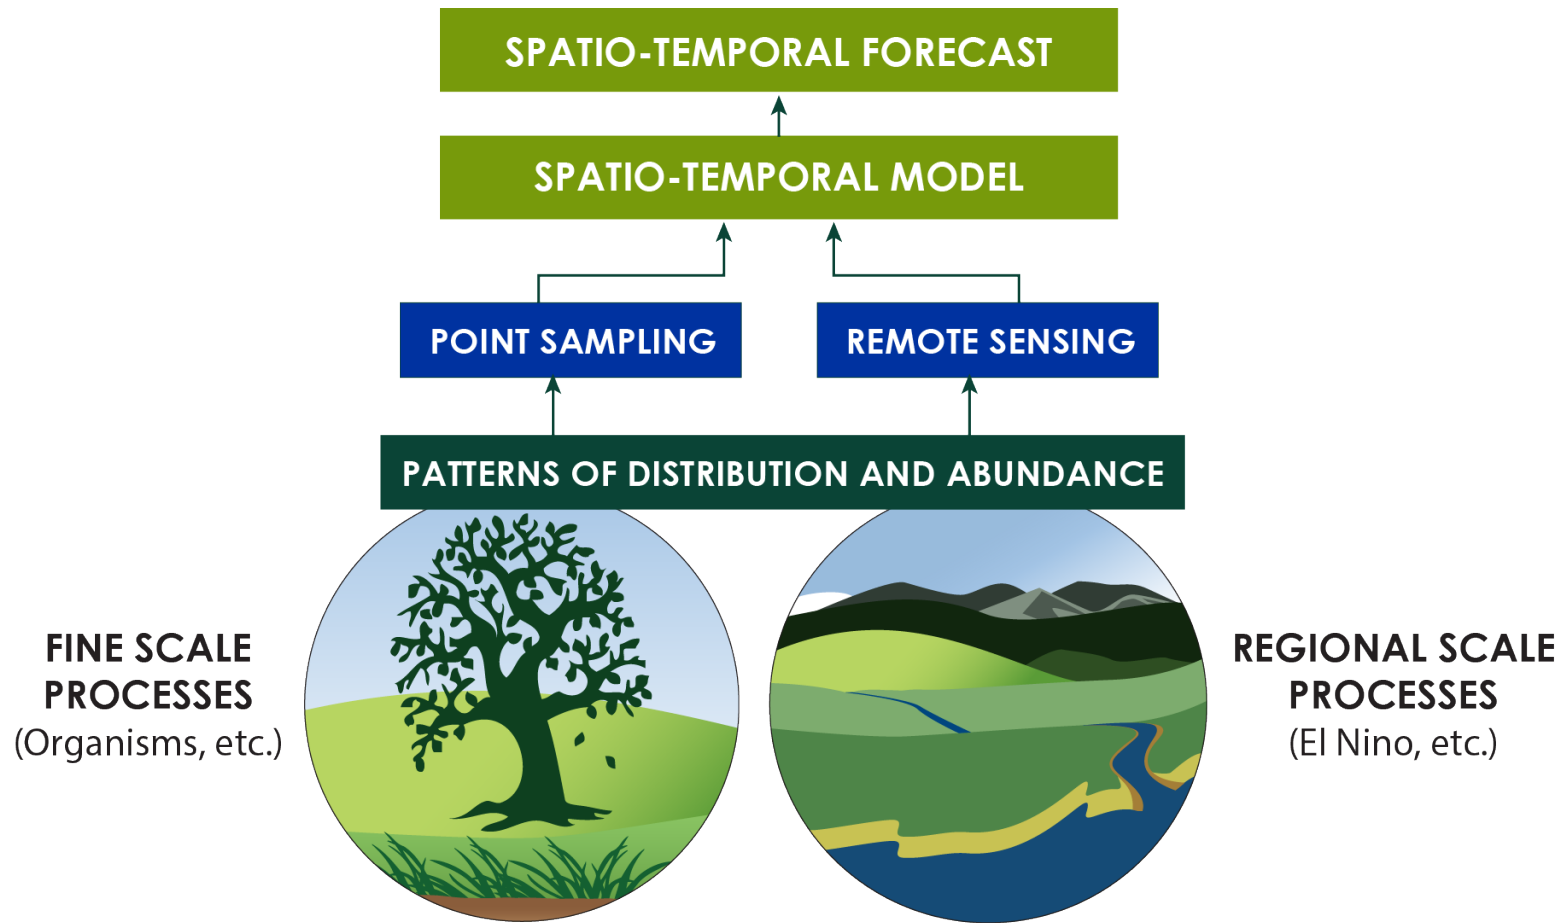 SPATIO-TEMPORAL FORECAST
SPATIO-TEMPORAL MODEL
POINT SAMPLING
REMOTE SENSING
PATTERNS OF DISTRIBUTION AND ABUNDANCE
FINE SCALE
PROCESSES
(Organisms, etc.)
REGIONAL SCALE
PROCESSES
(El Nino, etc.)